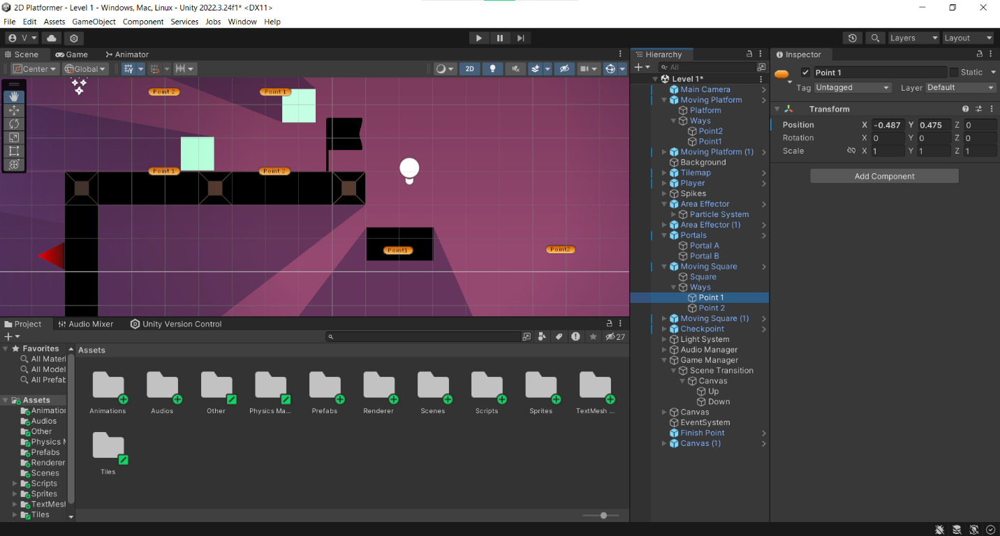 2D Platformer - Level 1 - Windows, Mac, Linux - Unity 2022.3.24f1* <DX11>
File Edit Assets GameObject Component Services Jobs Window Help
V Layers Layout
Scene Game Animator
Center Global 2D
Point 2 Point 1
Point 1 Point 2
Point1 Point2
Hierarchy
All
Level 1*
Main Camera
Moving Platform
Platform
Ways
Point2
Point1
Moving Platform (1)
Background
Tilemap
Player
Spikes
Area Effector
Particle System
Area Effector (1)
Portals
Portal A
Portal B
Moving Square
Square
Ways
Point 1
Point 2
Moving Square (1)
Checkpoint
Light System
Audio Manager
Game Manager
Scene Transition
Canvas
Up
Down
Canvas
EventSystem
Finish Point
Canvas (1)
Inspector
Point 1 Static
Tag Untagged Layer Default
Transform
Position X -0.487 Y 0.475 Z 0
Rotation X 0 Y 0 Z 0
Scale X 1 Y 1 Z 1
Add Component
Project Audio Mixer Unity Version Control
27
Favorites
All Materi
All Model
All Prefab
Assets
Animation
Audios
Other
Physics M
Prefabs
Renderer
Scenes
Scripts
Sprites
TextMesh
Tiles
Assets
Animations Audios Other Physics Ma... Prefabs Renderer Scenes Scripts Sprites TextMesh ...
Tiles